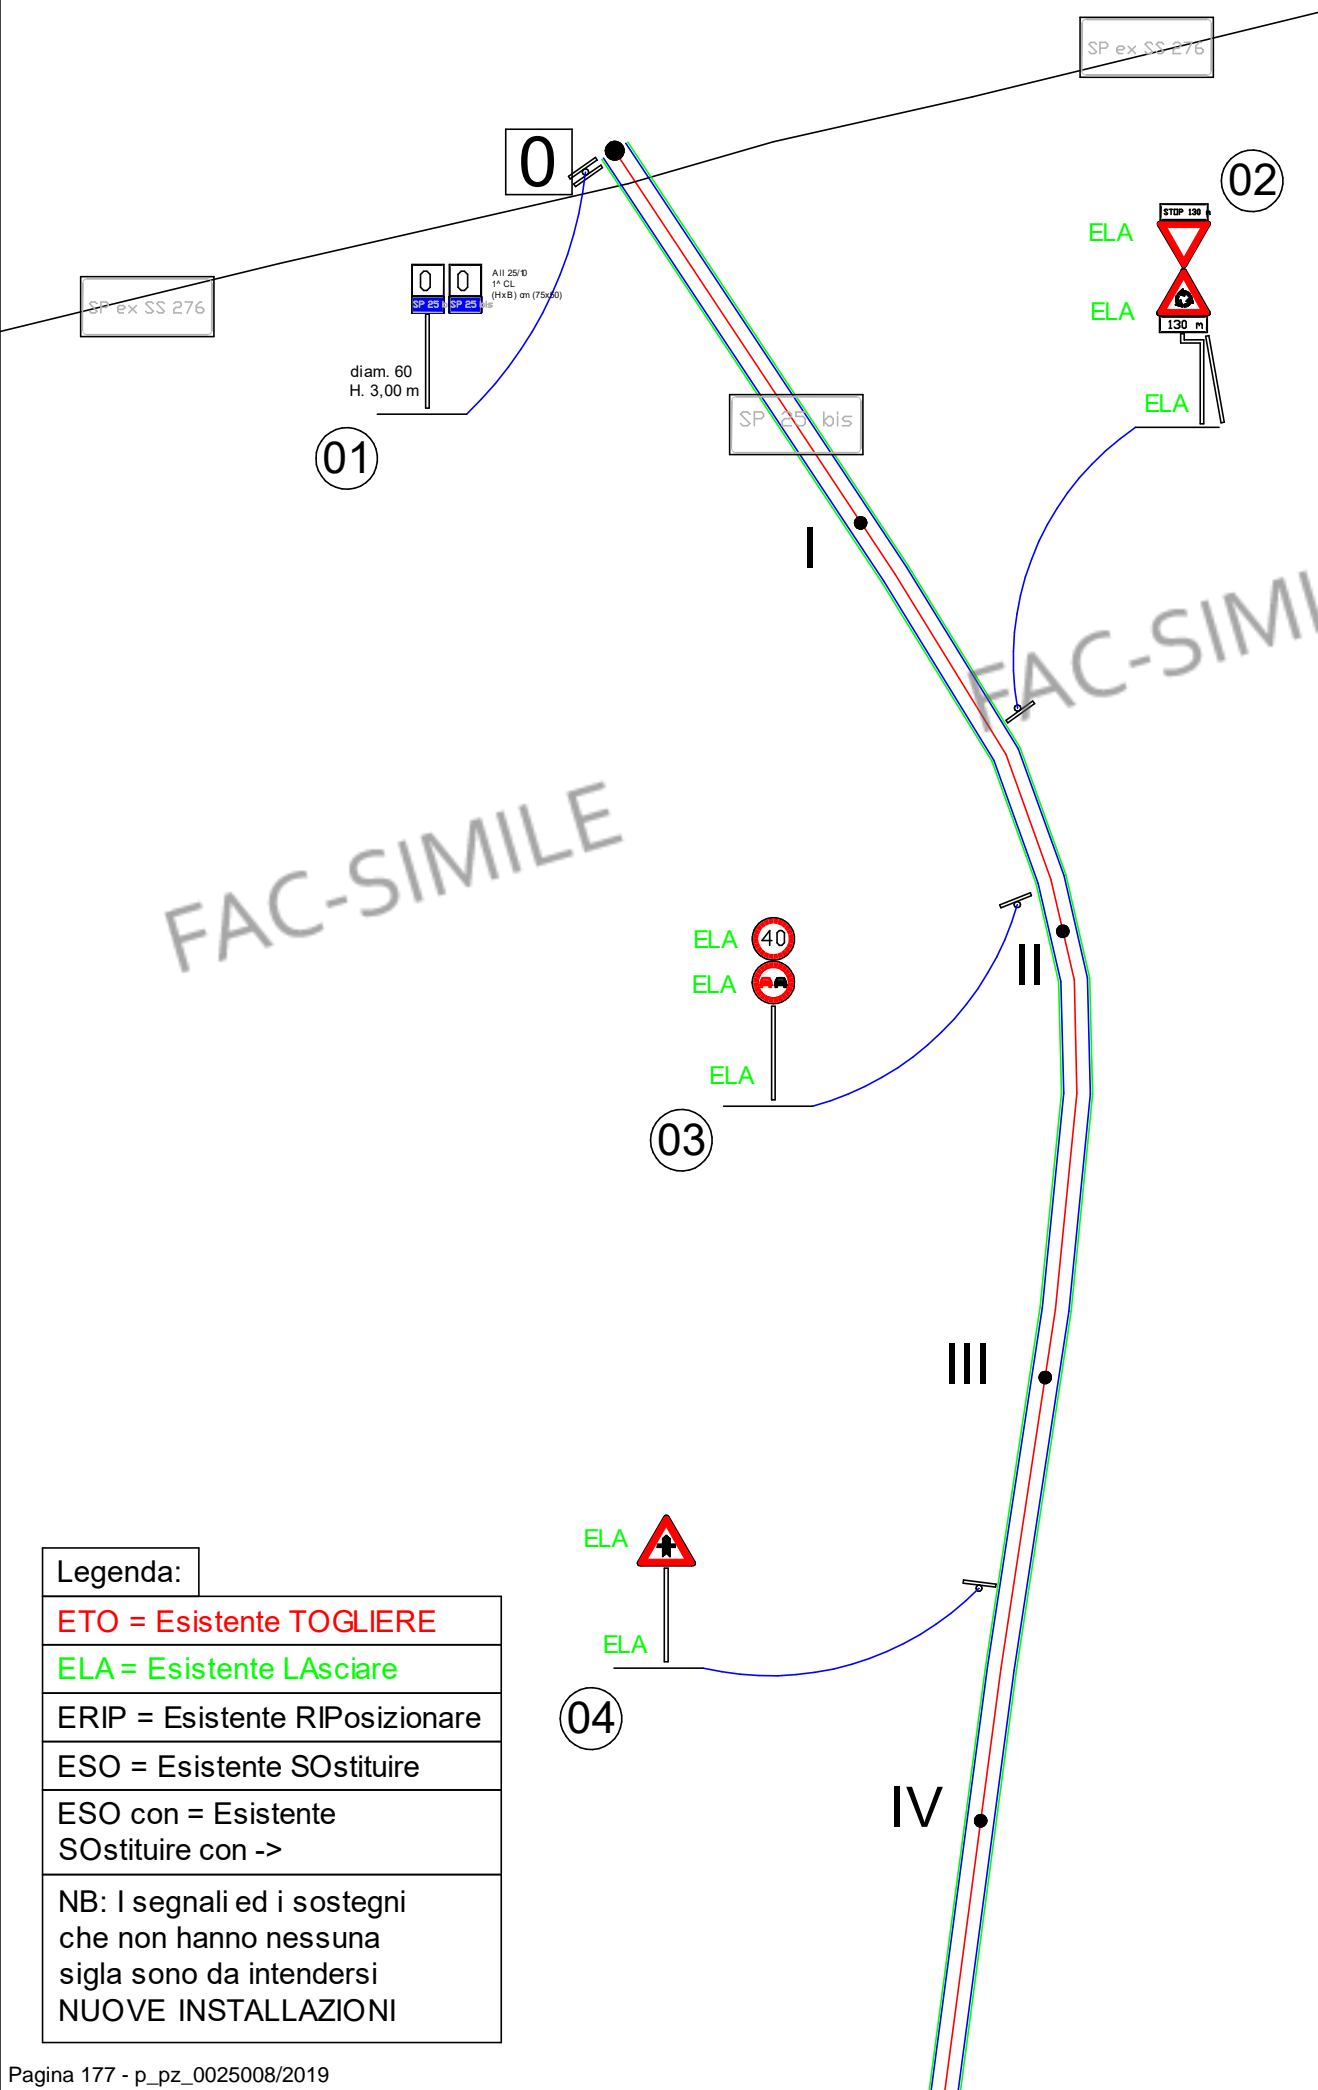 SP ex SS 276
0
02
STOP 130 m
ELA
ELA
130 m
ELA
SP ex SS 276
0 0
SP 25 bis
All 25/10
1^ CL
(HxB) cm (75x60)
diam. 60
H. 3,00 m
01
SP 25 bis
I
FAC-SIMI
FAC-SIMILE
ELA
40
ELA
II
ELA
03
III
ELA
ELA
04
IV
Legenda:
ETO = Esistente TOGLIERE
ELA = Esistente LAsciare
ERIP = Esistente RIPosizionare
ESO = Esistente SOstituire
ESO con = Esistente
SOstituire con ->
NB: I segnali ed i sostegni
che non hanno nessuna
sigla sono da intendersi
NUOVE INSTALLAZIONI
Pagina 177 - p_pz_0025008/2019